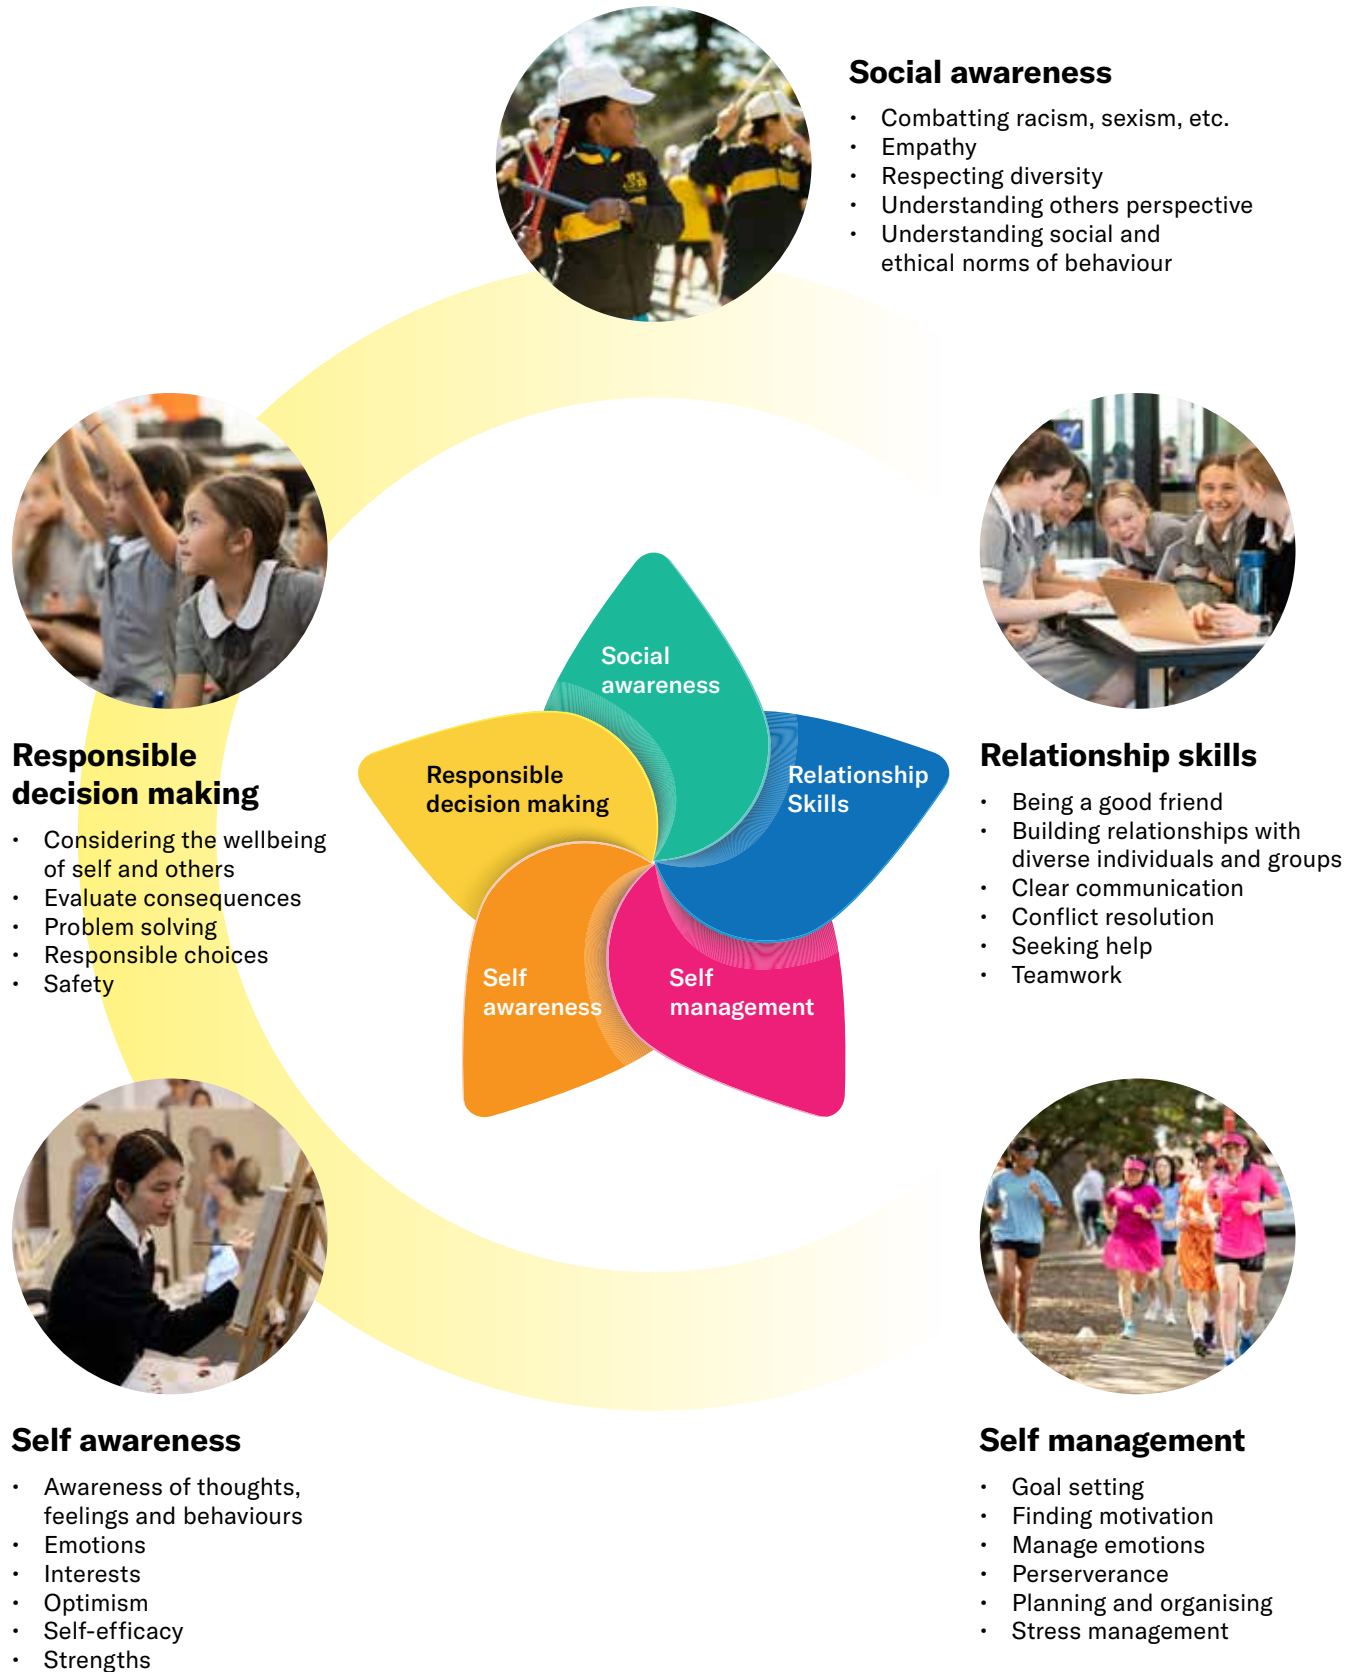 Social awareness
• Combatting racism, sexism, etc.
• Empathy
• Respecting diversity
• Understanding others perspective
• Understanding social and
ethical norms of behaviour
Responsible
decision making
• Considering the wellbeing
of self and others
• Evaluate consequences
• Problem solving
• Responsible choices
• Safety
Social
awareness
Responsible
decision making
Relationship
Skills
Self
awareness
Self
management
Relationship skills
• Being a good friend
• Building relationships with
diverse individuals and groups
• Clear communication
• Conflict resolution
• Seeking help
• Teamwork
Self awareness
• Awareness of thoughts,
feelings and behaviours
• Emotions
• Interests
• Optimism
• Self-efficacy
• Strengths
Self management
• Goal setting
• Finding motivation
• Manage emotions
• Perserverance
• Planning and organising
• Stress management